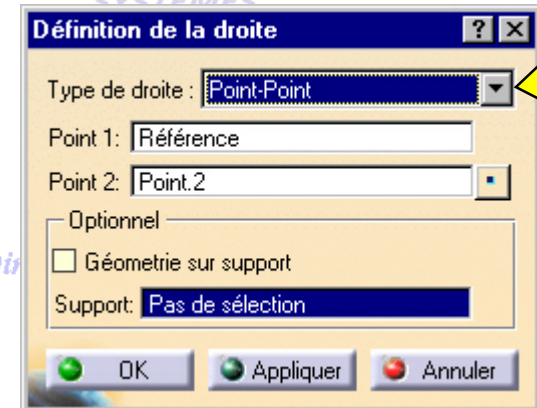 SYSTEMES
Définition de la droite
Type de droite : Point-Point
Point 1: Référence
Point 2: Point.2
Optionnel
Géometrie sur support
Support: Pas de sélection
OK Appliquer Annuler